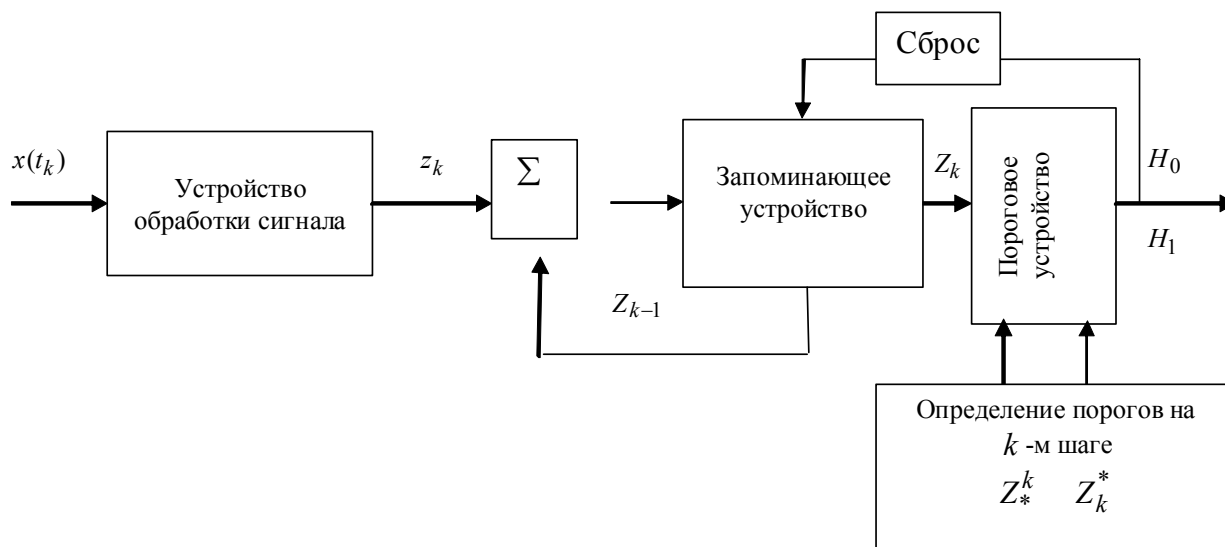 Сброс
x(t_k)
Устройство
обработки сигнала
z_k
Σ
Запоминающее
устройство
Z_k
Пороговое
устройство
H_0
H_1
Z_{k-1}
Определение порогов на
k -м шаге
Z_*^k Z_k^*